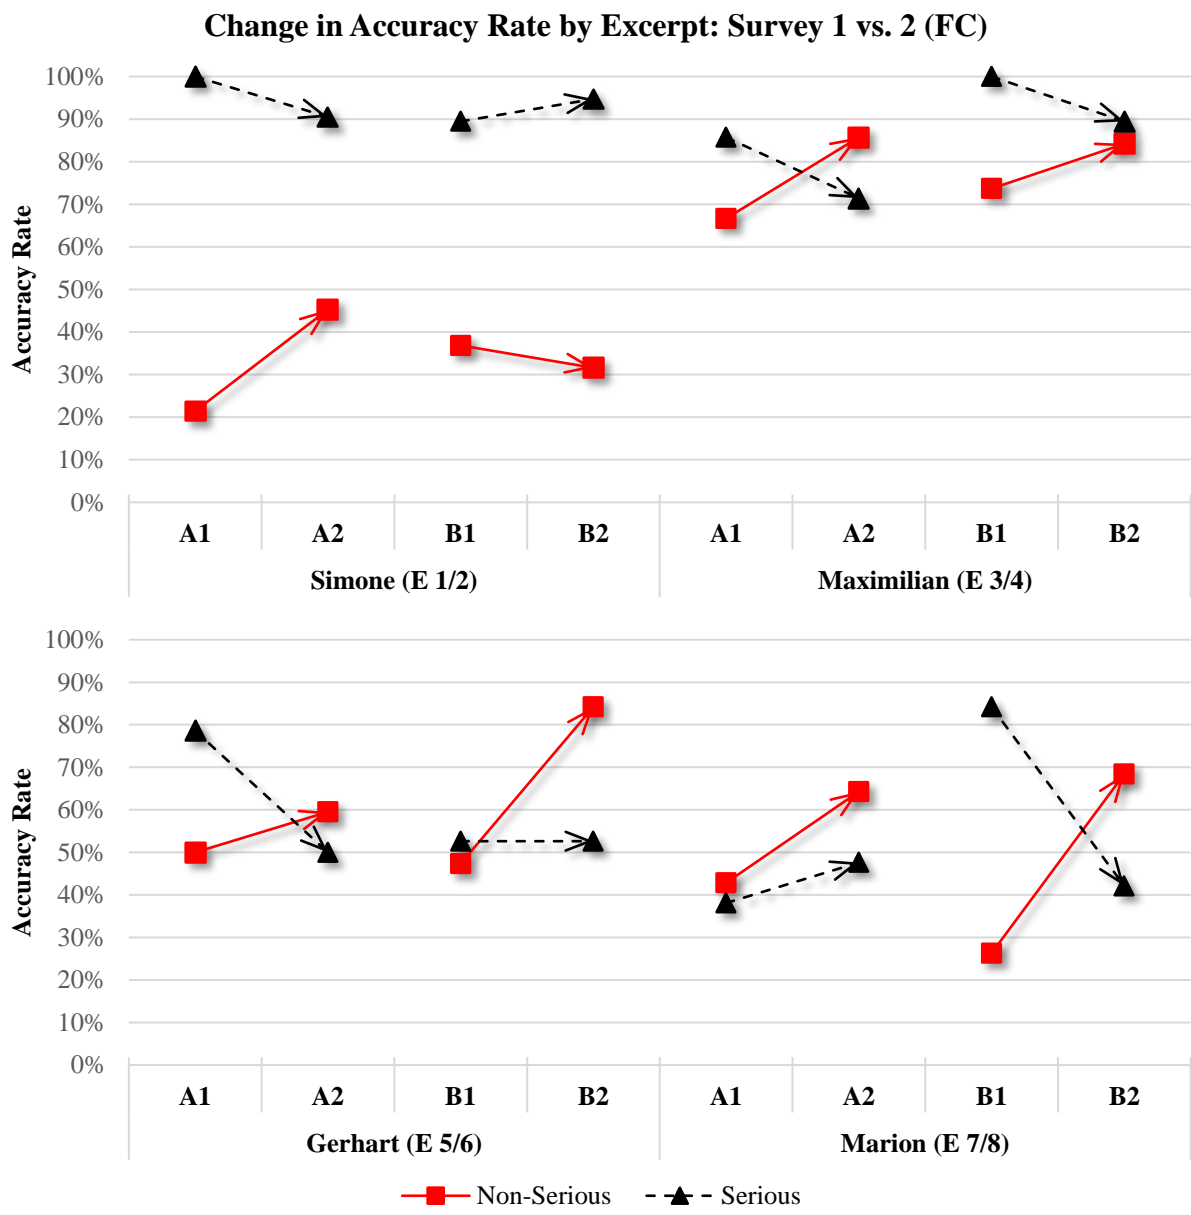 Change in Accuracy Rate by Excerpt: Survey 1 vs. 2 (FC)
100%
90%
80%
70%
60%
50%
40%
30%
20%
10%
0%
Accuracy Rate
A1 A2 B1 B2 A1 A2 B1 B2
Simone (E 1/2) Maximilian (E 3/4)
100%
90%
80%
70%
60%
50%
40%
30%
20%
10%
0%
Accuracy Rate
A1 A2 B1 B2 A1 A2 B1 B2
Gerhart (E 5/6) Marion (E 7/8)
Non-Serious Serious